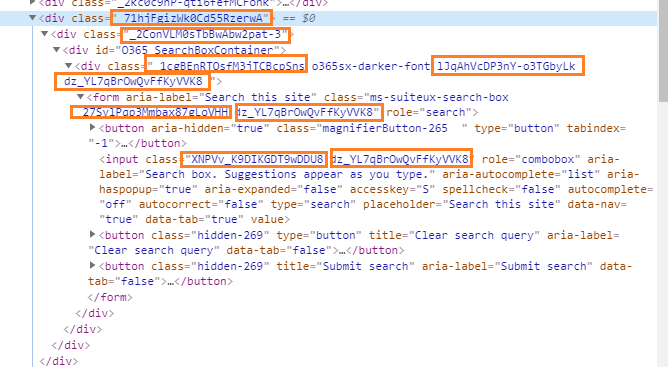 <div class="_2kc0c9hP-qti6fefMCFohk">…</div>
<div class="_71hjFgizWk0Cd55RzerwA"> == $0
<div class="_2ConVLM0sTbBwAbw2pat-3">
<div id="O365_SearchBoxContainer">
<div class="_1cgBEnRTOsfM3jTCBcpSns o365sx-darker-font lJqAhVcDP3nY-o3TGbyLk
dz_YL7qBrOwQvFfKyVVK8 ">
<form aria-label="Search this site" class="ms-suiteux-search-box
dz_YL7qBrOwQvFfKyVVK8" role="search">
<button aria-hidden="true" class="magnifierButton-265  " type="button" tabindex=
"-1">…</button>
<input class="XNPVv_K9DIKGDT9wDDU8 dz_YL7qBrOwQvFfKyVVK8" role="combobox" aria-
label="Search box. Suggestions appear as you type." aria-autocomplete="list" aria-
haspopup="true" aria-expanded="false" accesskey="S" spellcheck="false" autocomplete=
"off" autocorrect="false" type="search" placeholder="Search this site" data-nav=
"true" data-tab="true" value>
<button class="hidden-269" type="button" title="Clear search query" aria-label=
"Clear search query" data-tab="false">…</button>
<button class="hidden-269" title="Submit search" aria-label="Submit search" data-
tab="false">…</button>
</form>
</div>
</div>
</div>
</div>